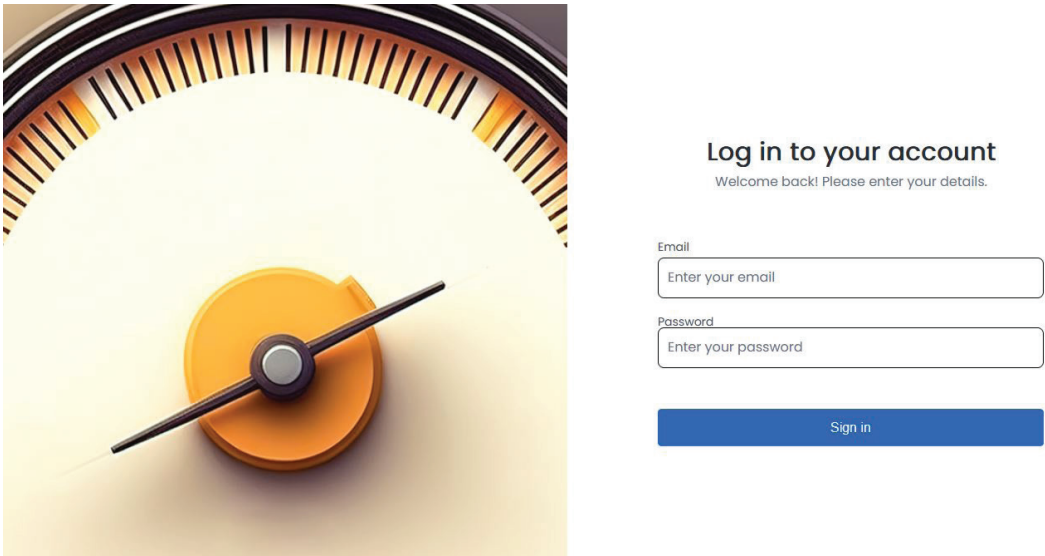 Log in to your account
Welcome back! Please enter your details.
Email
Enter your email
Password
Enter your password
Sign in